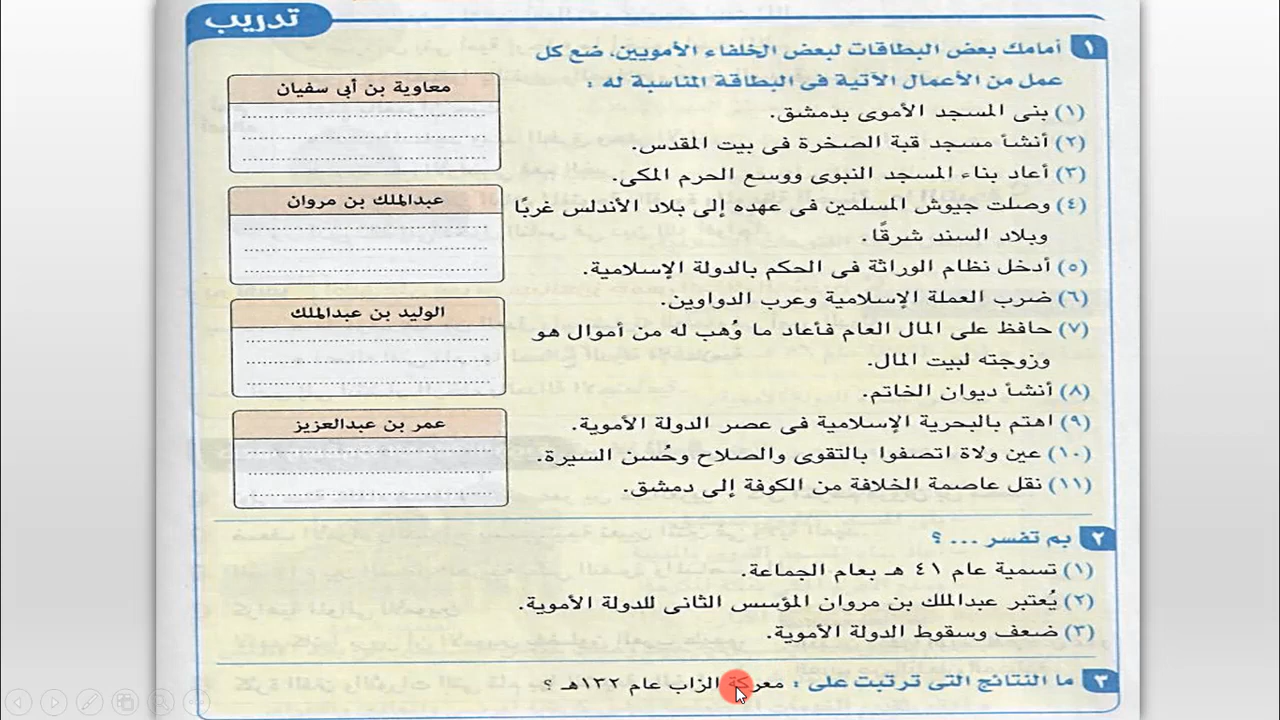 تدريب
١ أمامك بعض البطاقات لبعض الخلفاء الأمويين، ضع كل
عمل من الأعمال الآتية فى البطاقة المناسبة له :
(١) بنى المسجد الأموى بدمشق.
(٢) أنشأ مسجد قبة الصخرة فى بيت المقدس.
(٣) أعاد بناء المسجد النبوى ووسع الحرم المكى.
(٤) وصلت جيوش المسلمين فى عهده إلى بلاد الأندلس غربًا
وبلاد السند شرقًا.
(٥) أدخل نظام الوراثة فى الحكم بالدولة الإسلامية.
(٦) ضرب العملة الإسلامية وعرب الدواوين.
(٧) حافظ على المال العام فأعاد ما وُهب له من أموال هو
وزوجته لبيت المال.
(٨) أنشأ ديوان الخاتم.
(٩) اهتم بالبحرية الإسلامية فى عصر الدولة الأموية.
(١٠) عين ولاة اتصفوا بالتقوى والصلاح وحُسن السيرة.
(١١) نقل عاصمة الخلافة من الكوفة إلى دمشق.
معاوية بن أبى سفيان
عبدالملك بن مروان
الوليد بن عبدالملك
عمر بن عبدالعزيز
٢ بم تفسر ... ؟
(١) تسمية عام ٤١ هـ بعام الجماعة.
(٢) يُعتبر عبدالملك بن مروان المؤسس الثانى للدولة الأموية.
(٣) ضعف وسقوط الدولة الأموية.
٣ ما النتائج التى ترتبت على : معركة الزاب عام ١٣٢هـ ؟